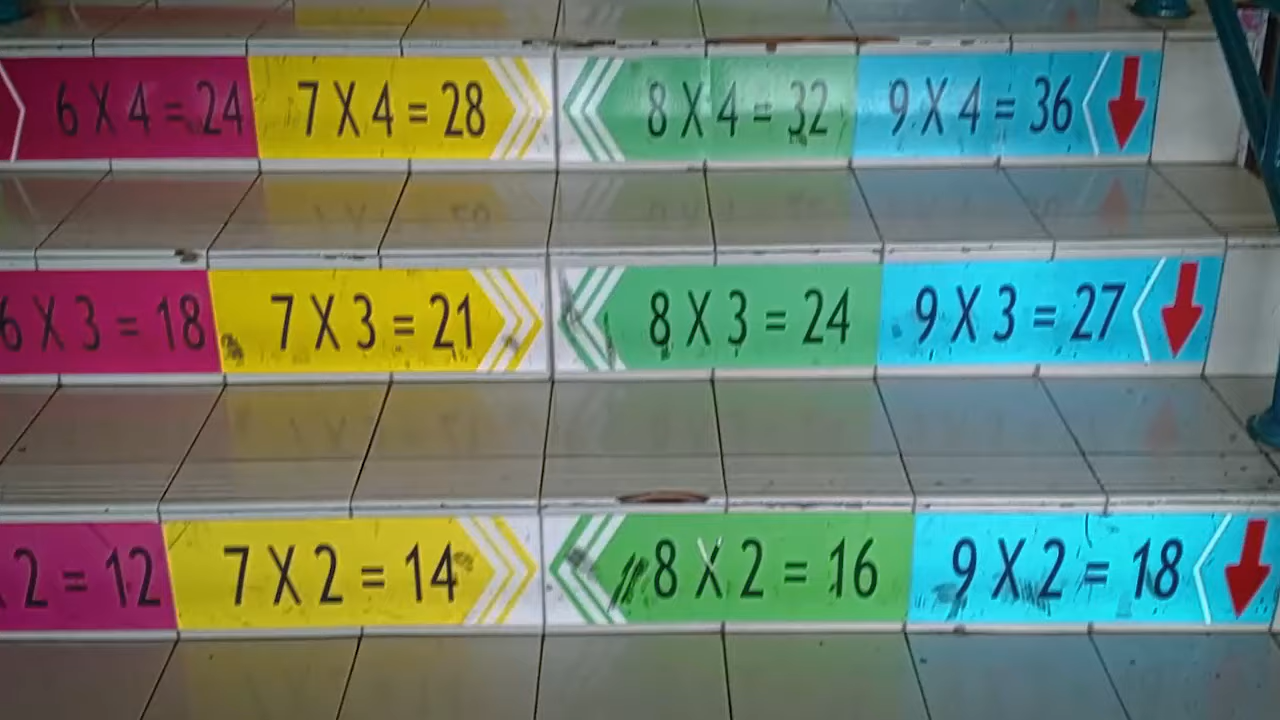 6 X 4 = 24 7 X 4 = 28 8 X 4 = 32 9 X 4 = 36
6 X 3 = 18 7 X 3 = 21 8 X 3 = 24 9 X 3 = 27
2 = 12 7 X 2 = 14 8 X 2 = 16 9 X 2 = 18